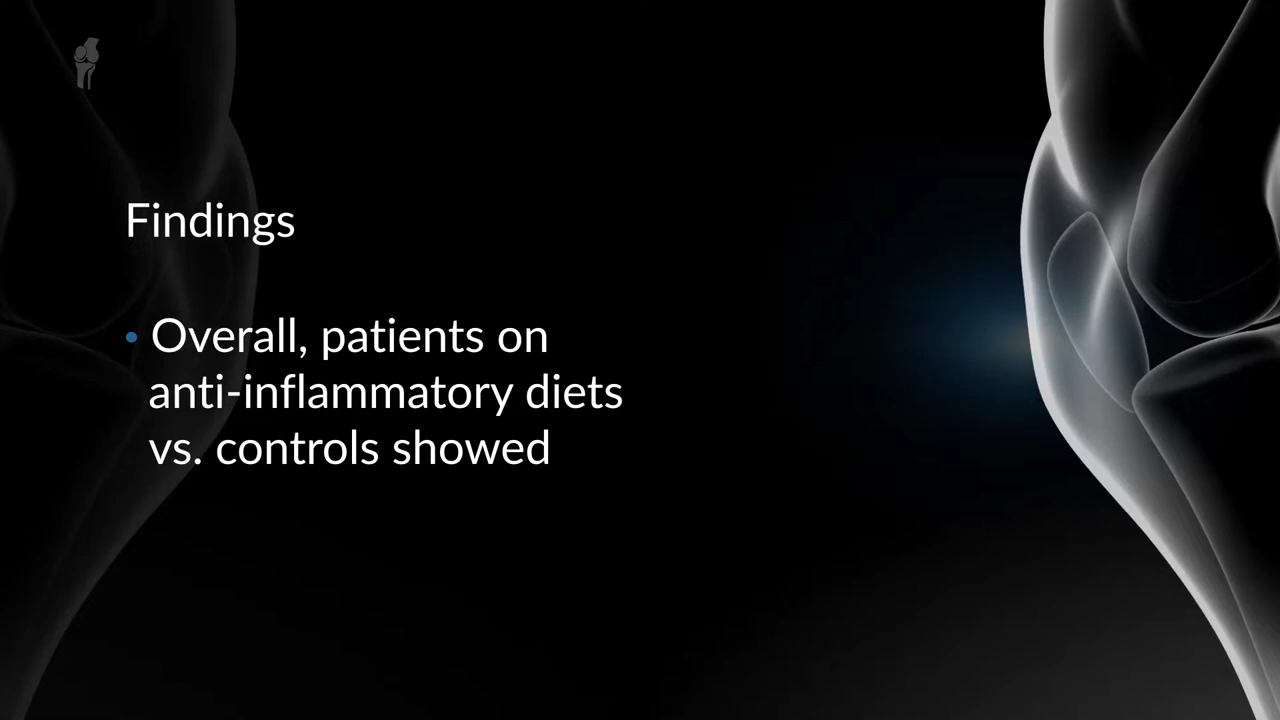 Findings
• Overall, patients on
anti-inflammatory diets
vs. controls showed